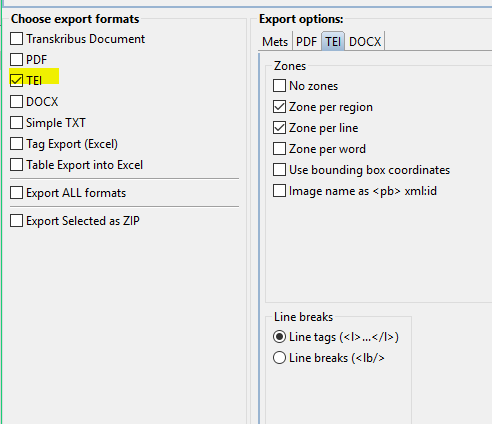 Choose export formats
Transkribus Document
PDF
TEI
DOCX
Simple TXT
Tag Export (Excel)
Table Export into Excel
Export ALL formats
Export Selected as ZIP
Export options:
Mets PDF TEI DOCX
Zones
No zones
Zone per region
Zone per line
Zone per word
Use bounding box coordinates
Image name as <pb> xml:id
Line breaks
Line tags (<l>...</l>)
Line breaks (<lb/>